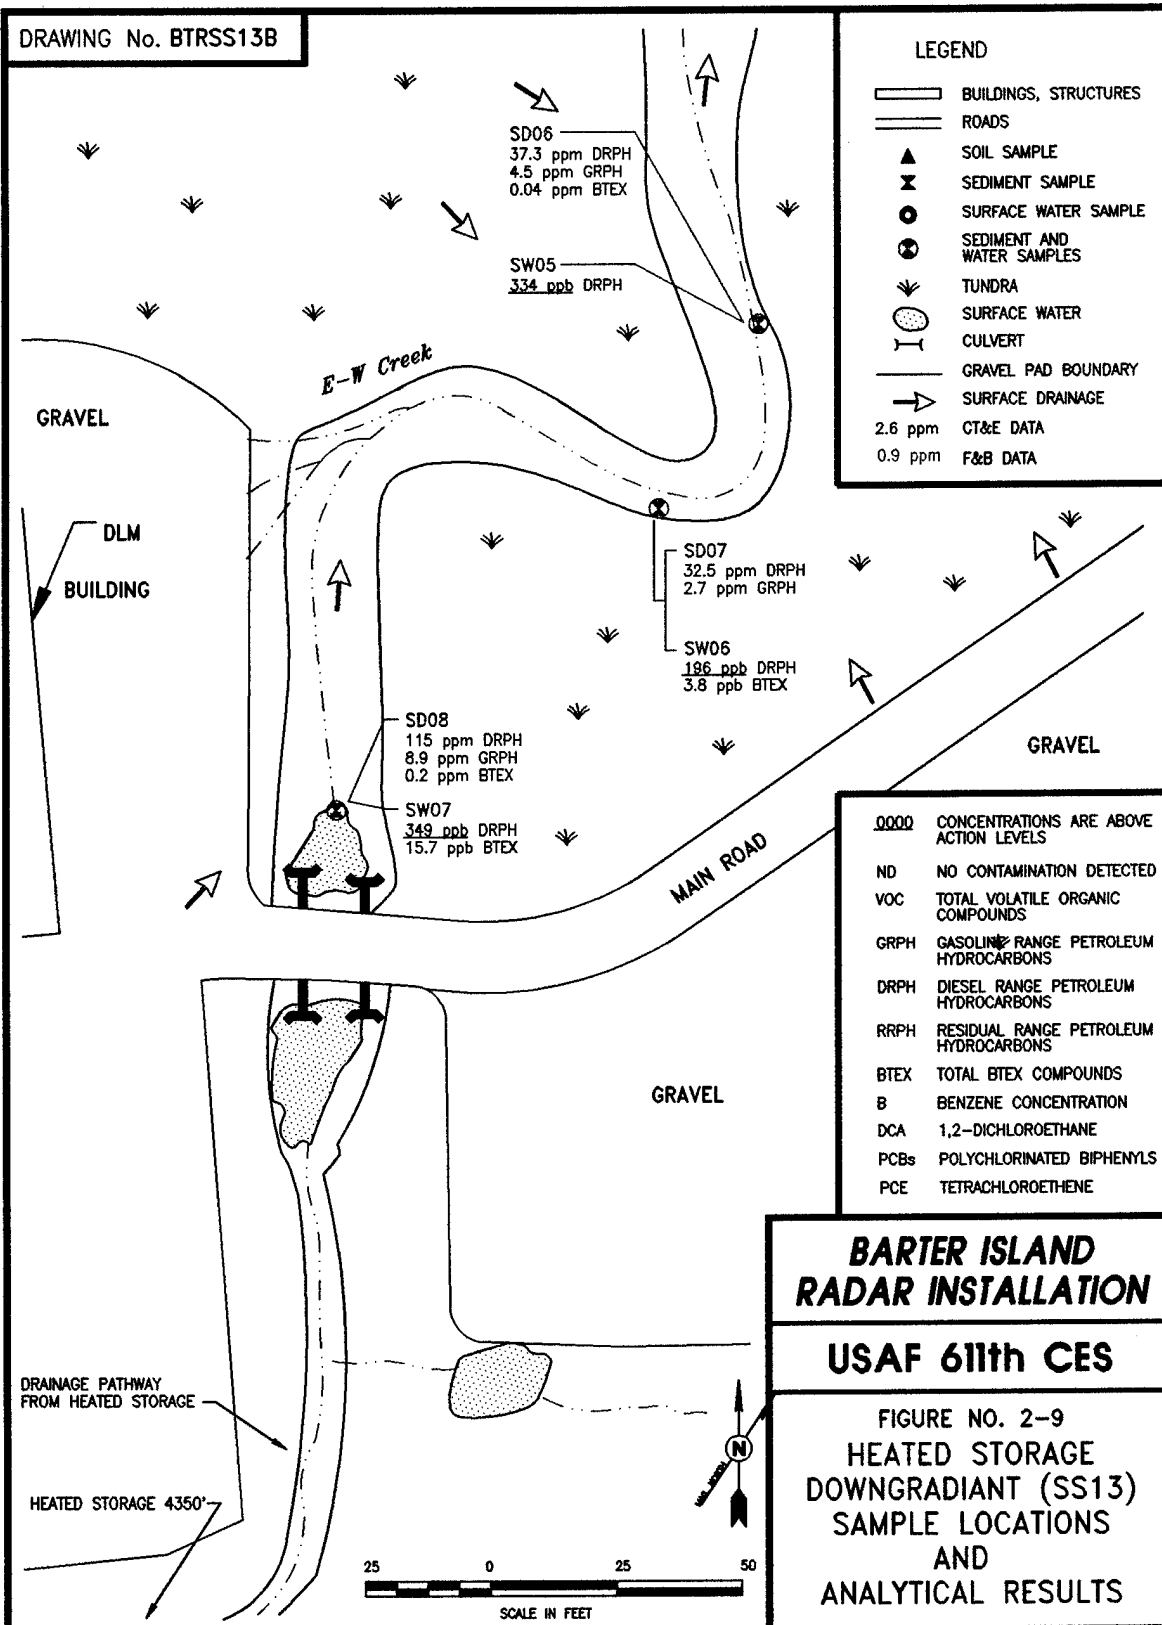 DRAWING No. BTRSS13B
LEGEND
BUILDINGS, STRUCTURES
ROADS
SOIL SAMPLE
SEDIMENT SAMPLE
SURFACE WATER SAMPLE
SEDIMENT AND
WATER SAMPLES
TUNDRA
SURFACE WATER
CULVERT
GRAVEL PAD BOUNDARY
SURFACE DRAINAGE
2.6 ppm CT&E DATA
0.9 ppm F&B DATA
SD06
37.3 ppm DRPH
4.5 ppm GRPH
0.04 ppm BTEX
SW05
334 ppb DRPH
E-W Creek
GRAVEL
DLM
BUILDING
SD07
32.5 ppm DRPH
2.7 ppm GRPH
SW06
196 ppb DRPH
3.8 ppb BTEX
SD08
115 ppm DRPH
8.9 ppm GRPH
0.2 ppm BTEX
SW07
349 ppb DRPH
15.7 ppb BTEX
MAIN ROAD
GRAVEL
0000 CONCENTRATIONS ARE ABOVE
ACTION LEVELS
ND NO CONTAMINATION DETECTED
VOC TOTAL VOLATILE ORGANIC
COMPOUNDS
GRPH GASOLINE RANGE PETROLEUM
HYDROCARBONS
DRPH DIESEL RANGE PETROLEUM
HYDROCARBONS
RRPH RESIDUAL RANGE PETROLEUM
HYDROCARBONS
BTEX TOTAL BTEX COMPOUNDS
B BENZENE CONCENTRATION
DCA 1,2-DICHLOROETHANE
PCBs POLYCHLORINATED BIPHENYLS
PCE TETRACHLOROETHENE
GRAVEL
DRAINAGE PATHWAY
FROM HEATED STORAGE
HEATED STORAGE 4350'
N
25 0 25 50
SCALE IN FEET
BARTER ISLAND
RADAR INSTALLATION
USAF 611th CES
FIGURE NO. 2-9
HEATED STORAGE
DOWNGRADIANT (SS13)
SAMPLE LOCATIONS
AND
ANALYTICAL RESULTS